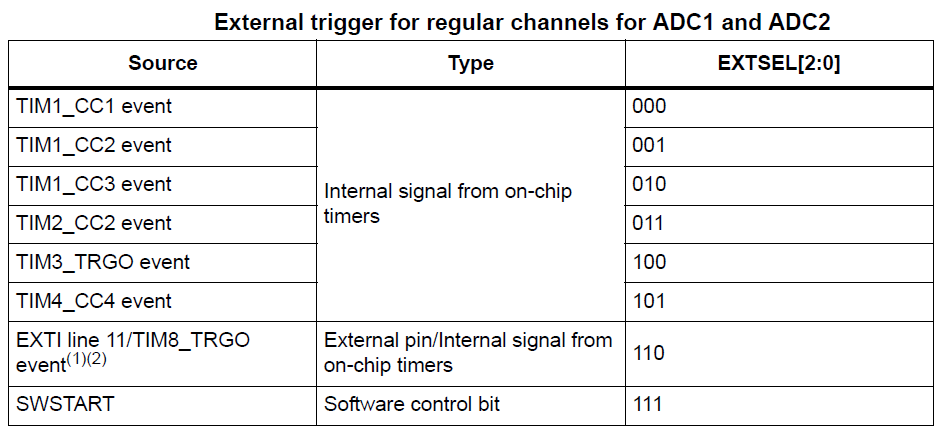 External trigger for regular channels for ADC1 and ADC2
Source Type EXTSEL[2:0]
TIM1_CC1 event 000
TIM1_CC2 event 001
TIM1_CC3 event 010
Internal signal from on-chip
timers
TIM2_CC2 event 011
TIM3_TRGO event 100
TIM4_CC4 event 101
EXTI line 11/TIM8_TRGO
event(1)(2)
External pin/Internal signal from
on-chip timers
110
SWSTART Software control bit 111